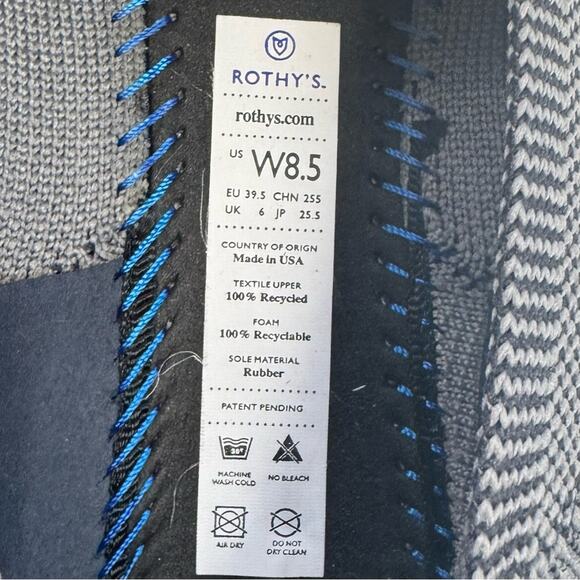 ROTHY'S
rothys.com
US W8.5
EU 39.5 CHN 255
UK 6 JP 25.5
COUNTRY OF ORIGN
Made in USA
TEXTILE UPPER
100% Recycled
FOAM
100% Recyclable
SOLE MATERIAL
Rubber
PATENT PENDING
30°
MACHINE
WASH COLD
NO BLEACH
AIR DRY
DO NOT
DRY CLEAN